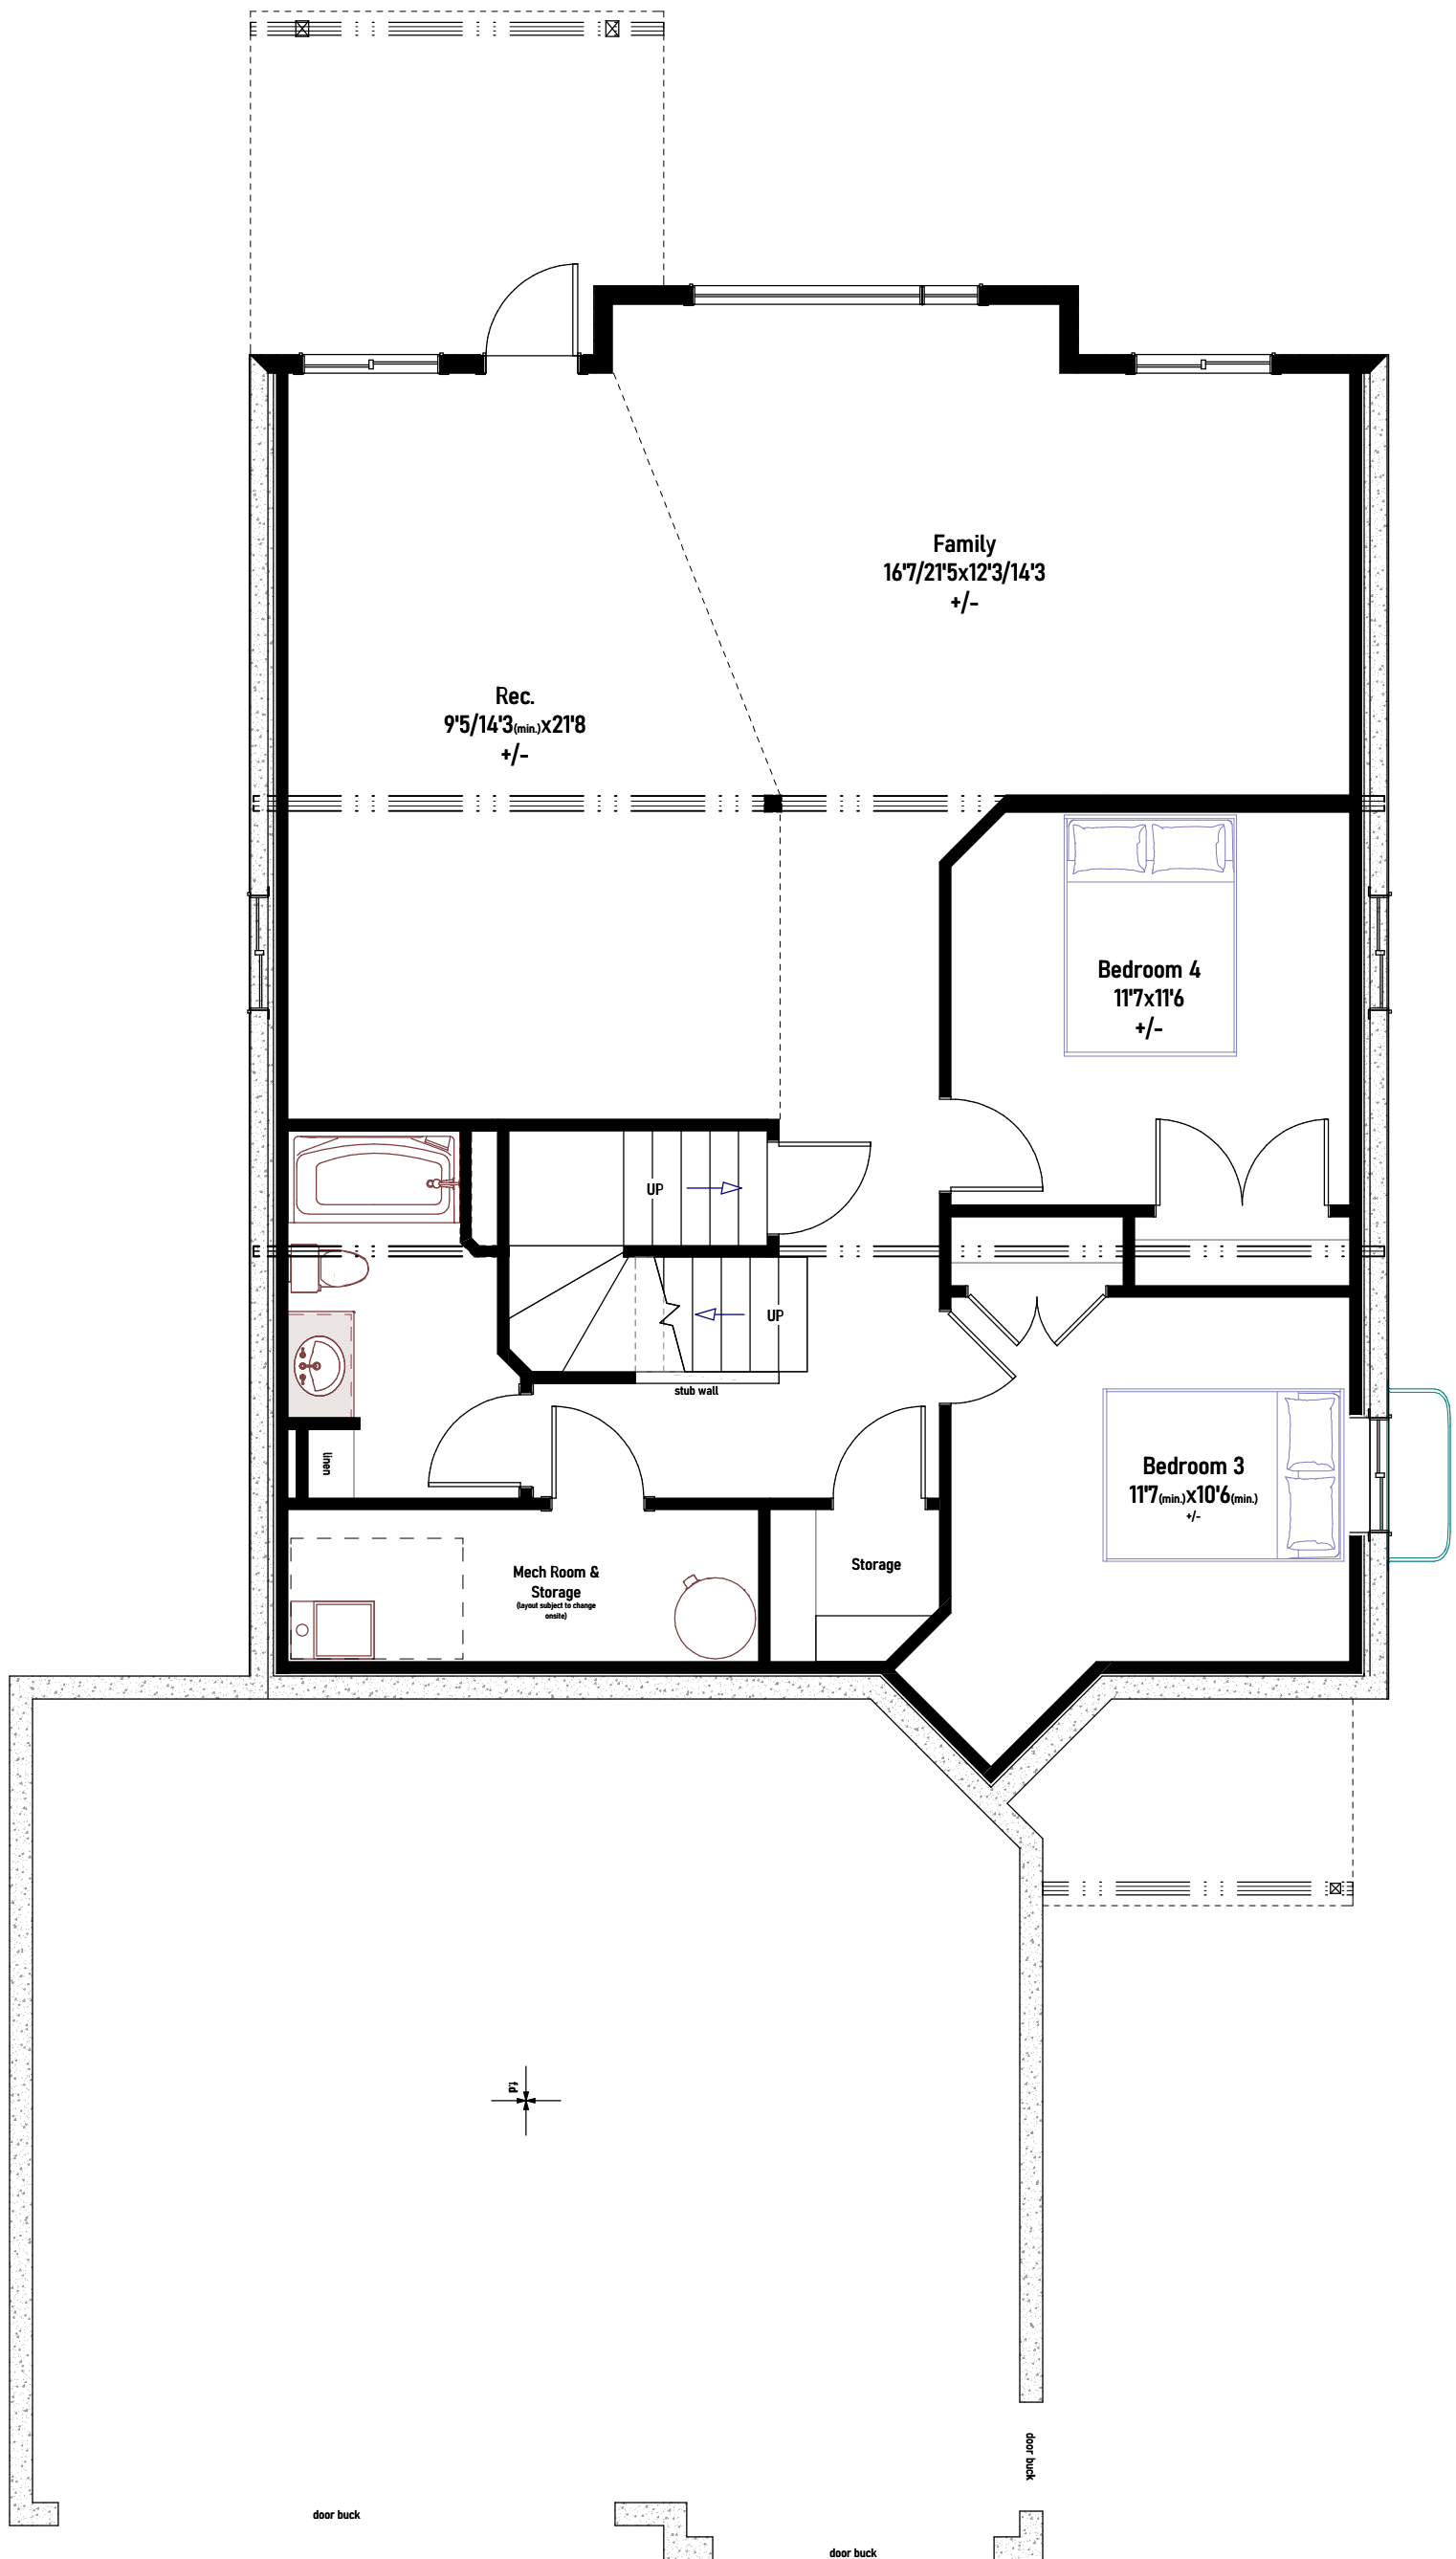 Family
16'7/21'5x12'3/14'3
+/-
Rec.
9'5/14'3(min.)x21'8
+/-
Bedroom 4
11'7x11'6
+/-
UP
UP
stub wall
linen
Bedroom 3
11'7(min.)x10'6(min.)
+/-
Mech Room &
Storage
(layout subject to change
onsite)
Storage
f.d
door buck
door buck
door buck